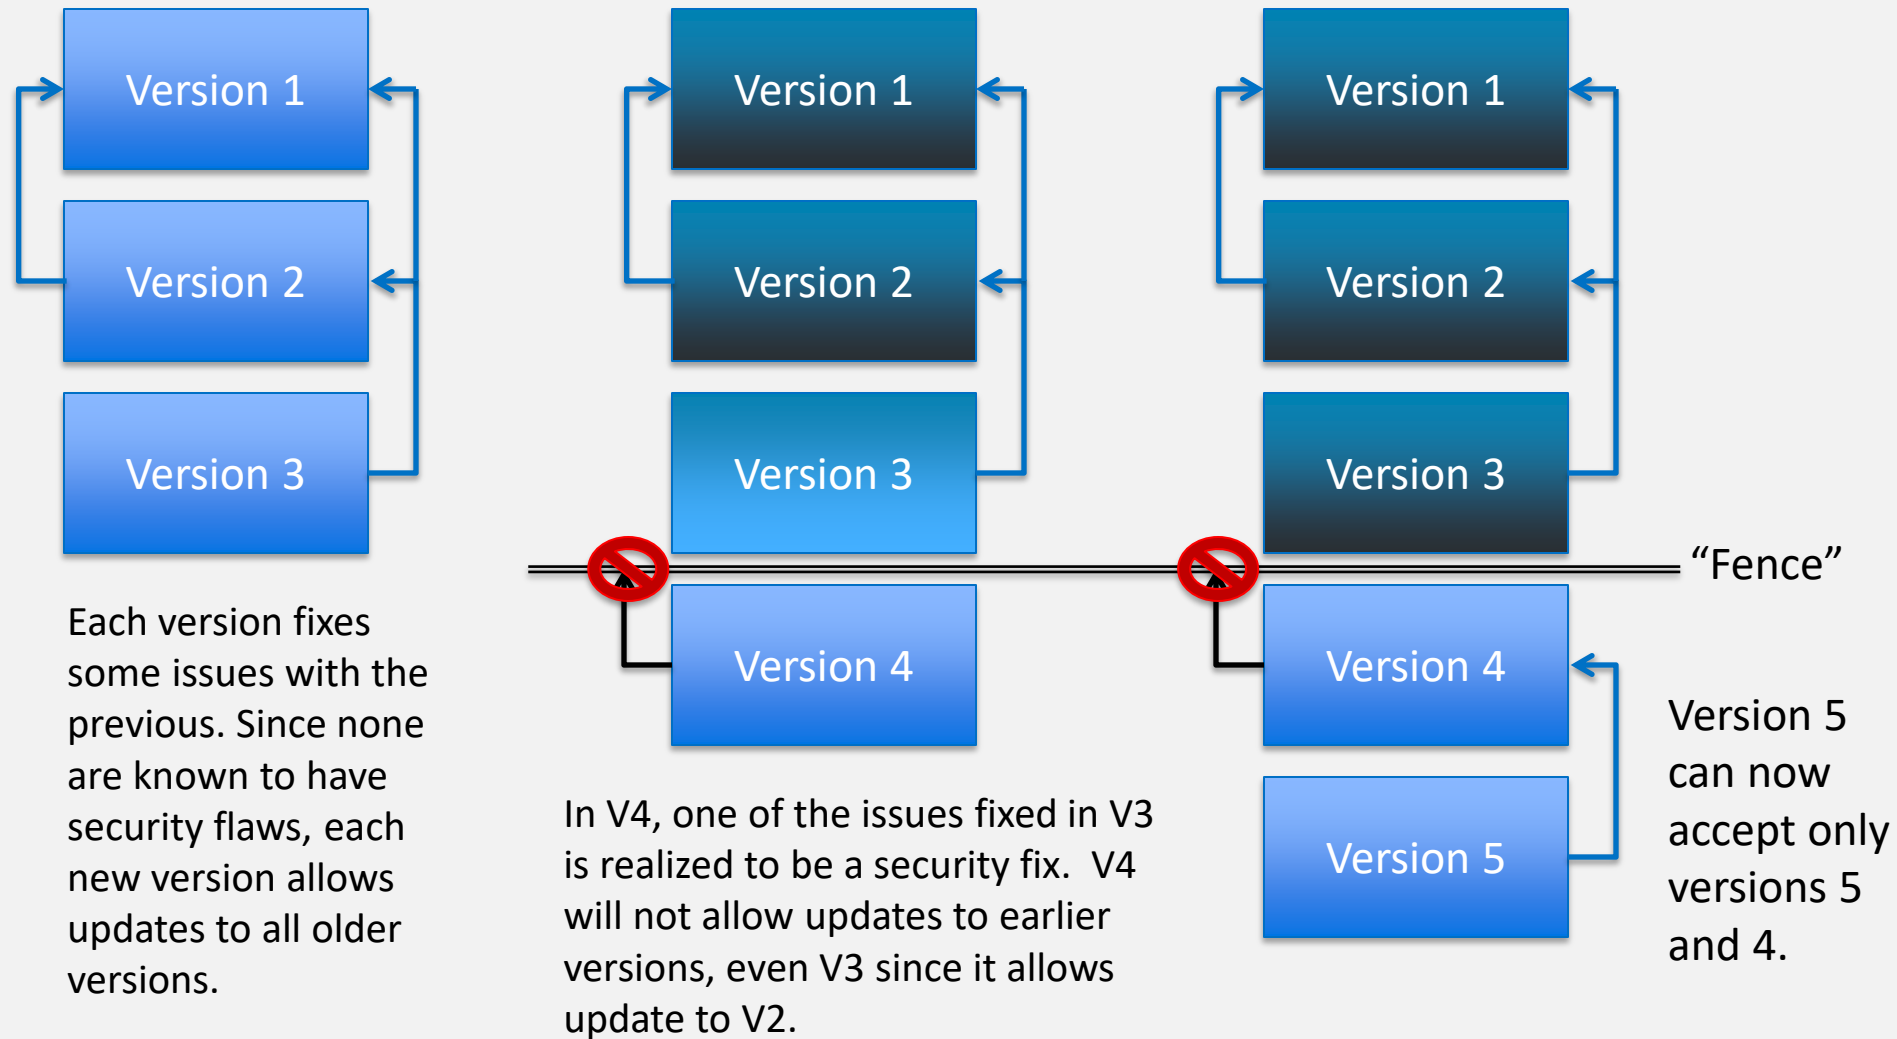 Version 1
Version 2
Version 3
Each version fixes
some issues with the
previous. Since none
are known to have
security flaws, each
new version allows
updates to all older
versions.
Version 1
Version 2
Version 3
Version 4
In V4, one of the issues fixed in V3
is realized to be a security fix.  V4
will not allow updates to earlier
versions, even V3 since it allows
update to V2.
Version 1
Version 2
Version 3
“Fence”
Version 4
Version 5
Version 5
can now
accept only
versions 5
and 4.